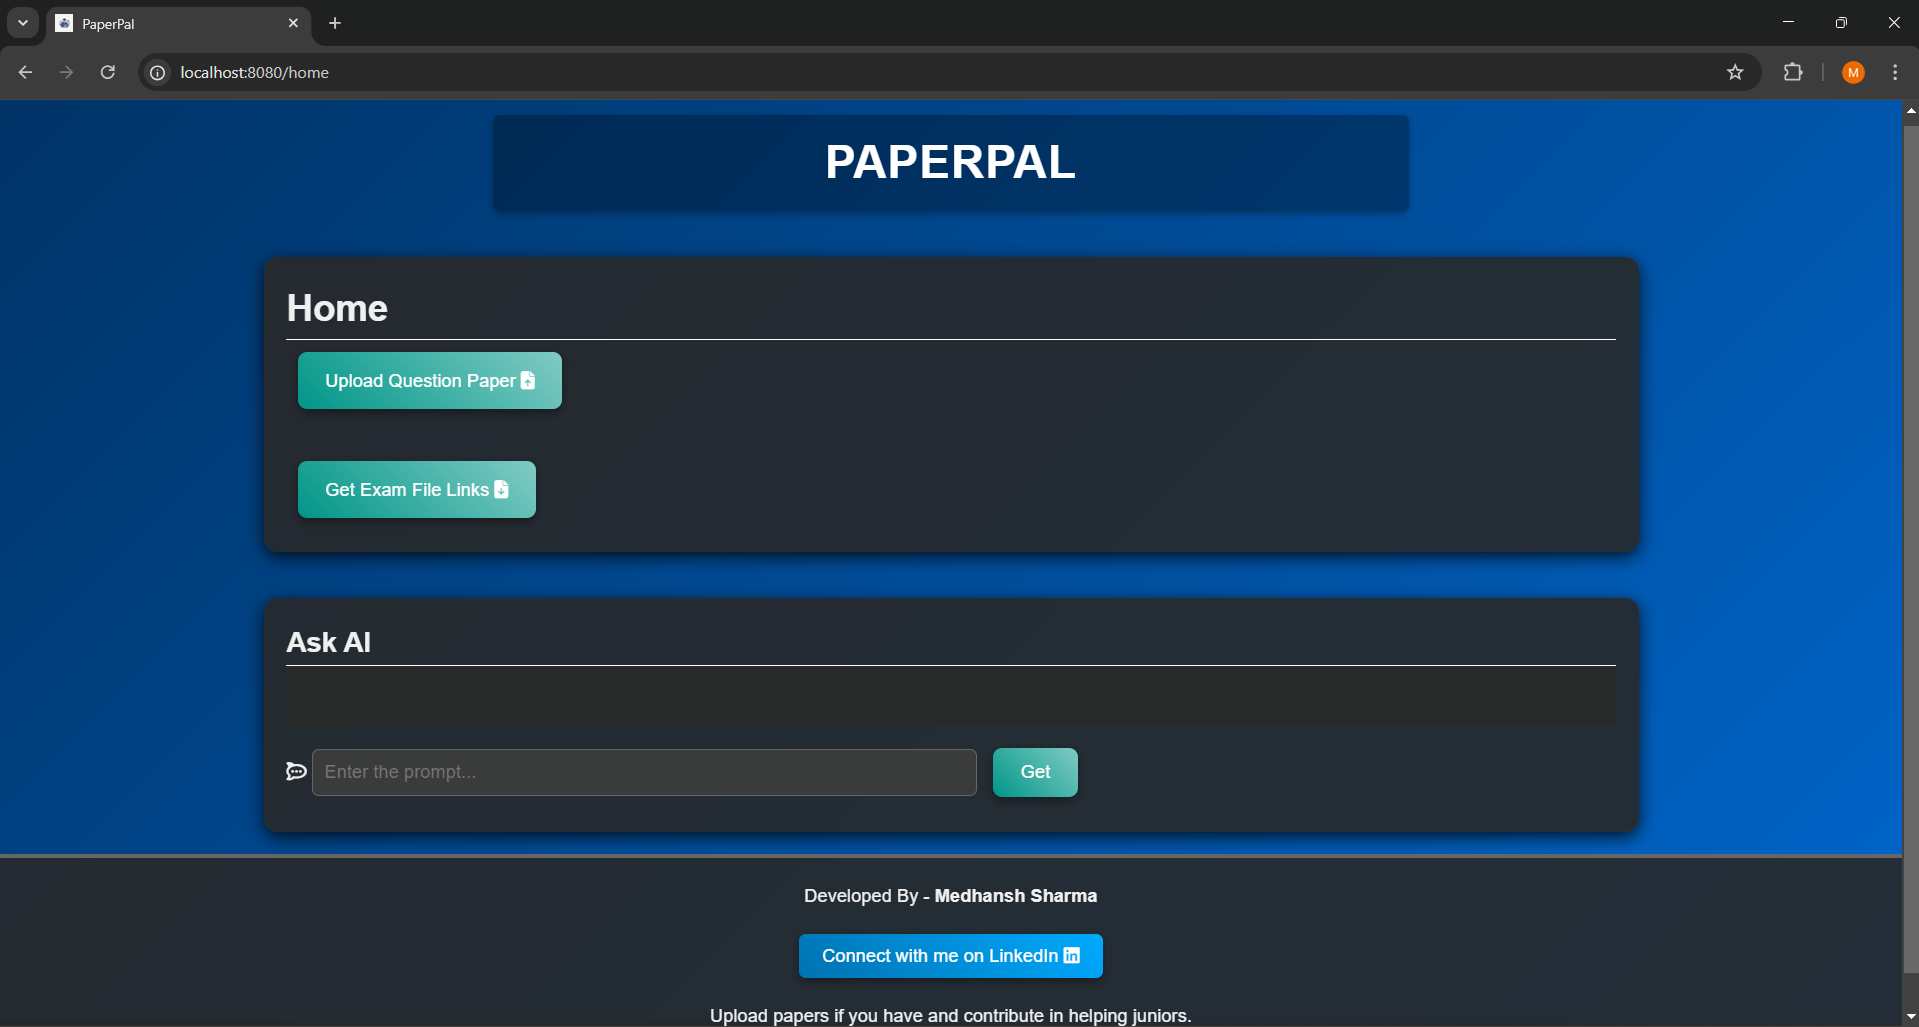 PaperPal
localhost:8080/home
M
PAPERPAL
Home
Upload Question Paper
Get Exam File Links
Ask AI
Enter the prompt...
Get
Developed By - Medhansh Sharma
Connect with me on LinkedIn in
Upload papers if you have and contribute in helping juniors.